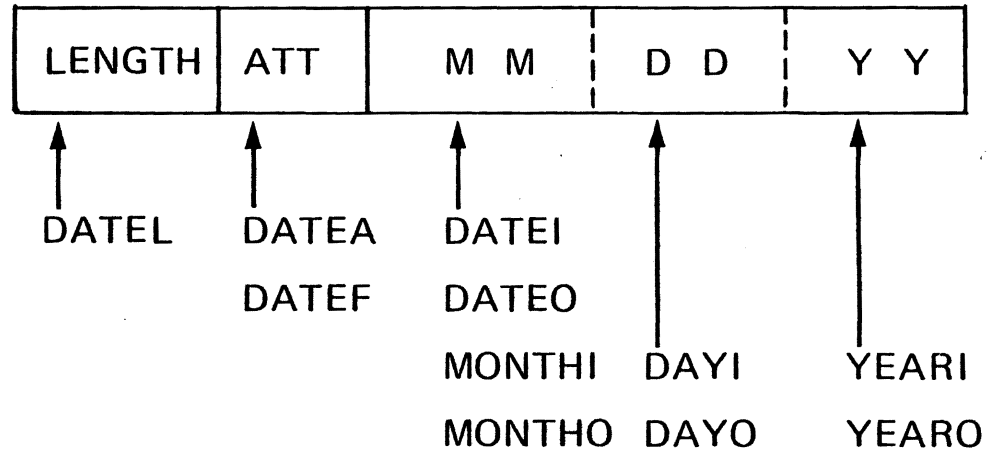 LENGTH ATT M M D D Y Y
DATEL DATEA DATEI
DATEF DATEO
MONTHI DAYI YEARI
MONTHO DAYO YEARO